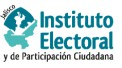 Jalisco
Instituto
Electoral
y de Participación Ciudadana